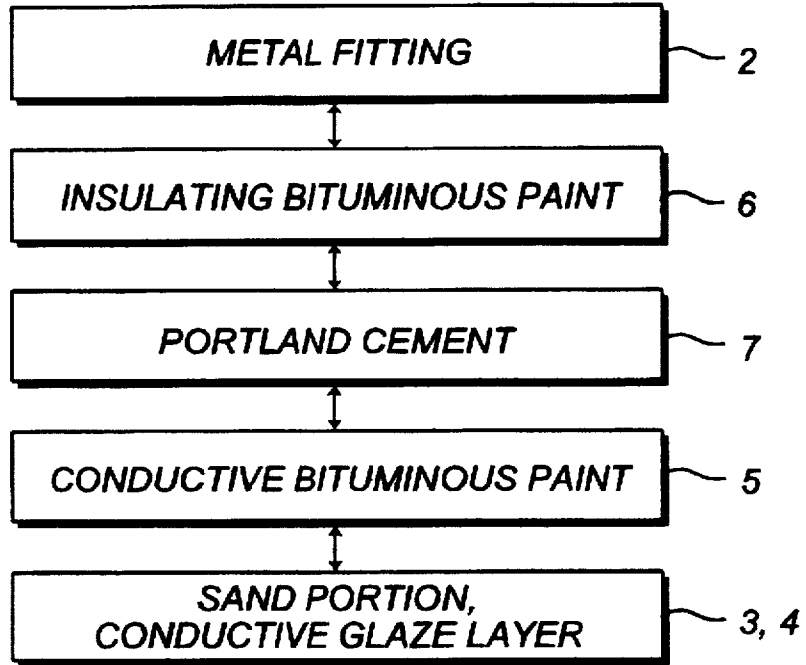 METAL FITTING
2
INSULATING BITUMINOUS PAINT
6
PORTLAND CEMENT
7
CONDUCTIVE BITUMINOUS PAINT
5
SAND PORTION,
CONDUCTIVE GLAZE LAYER
3, 4